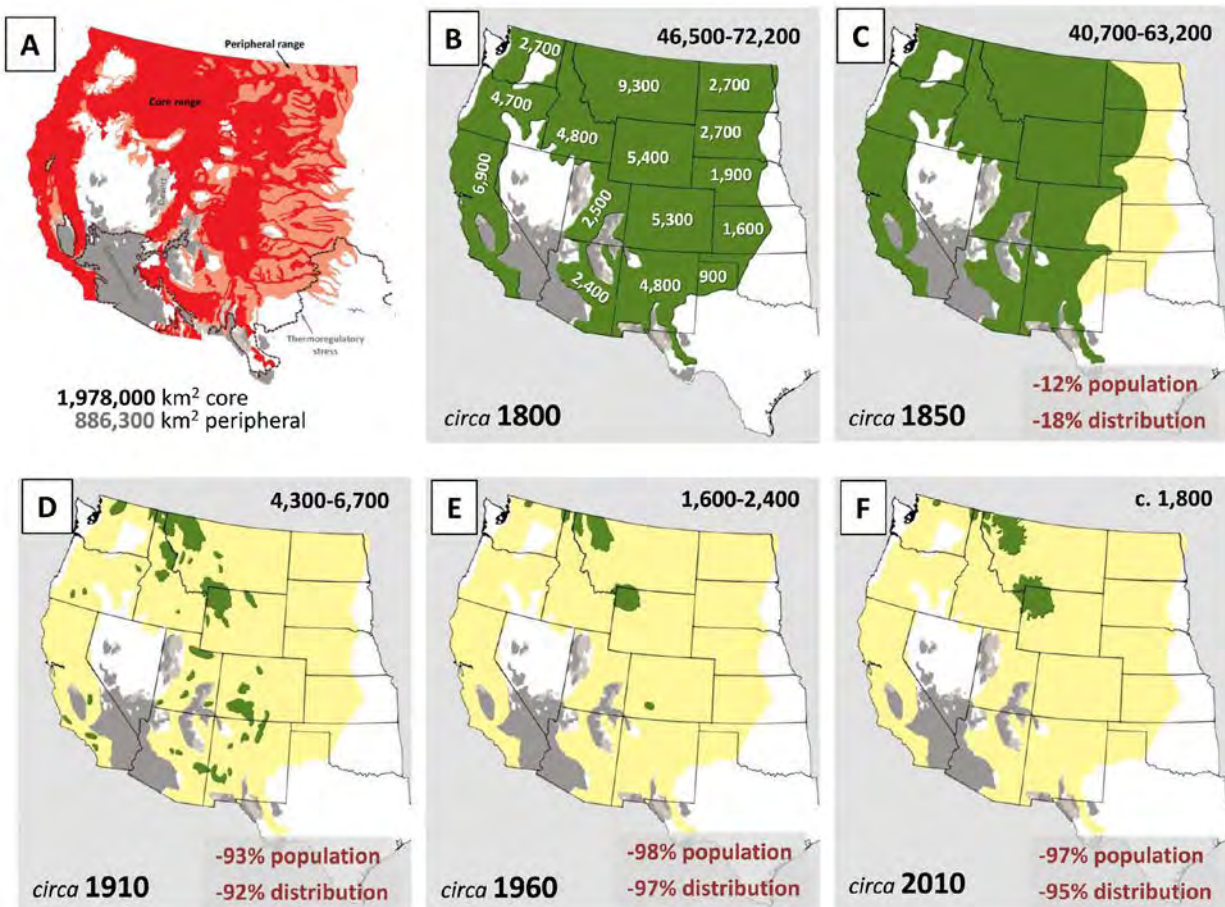 A
Peripheral range
Core range
Thermoregulatory
stress
1,978,000 km² core
886,300 km² peripheral
B
46,500-72,200
2,700
9,300
2,700
4,700
4,800
2,700
5,400
6,900
1,900
2,500
5,300
1,600
2,400
4,800
900
circa 1800
C
40,700-63,200
-12% population
-18% distribution
circa 1850
D
4,300-6,700
-93% population
-92% distribution
circa 1910
E
1,600-2,400
-98% population
-97% distribution
circa 1960
F
c. 1,800
-97% population
-95% distribution
circa 2010